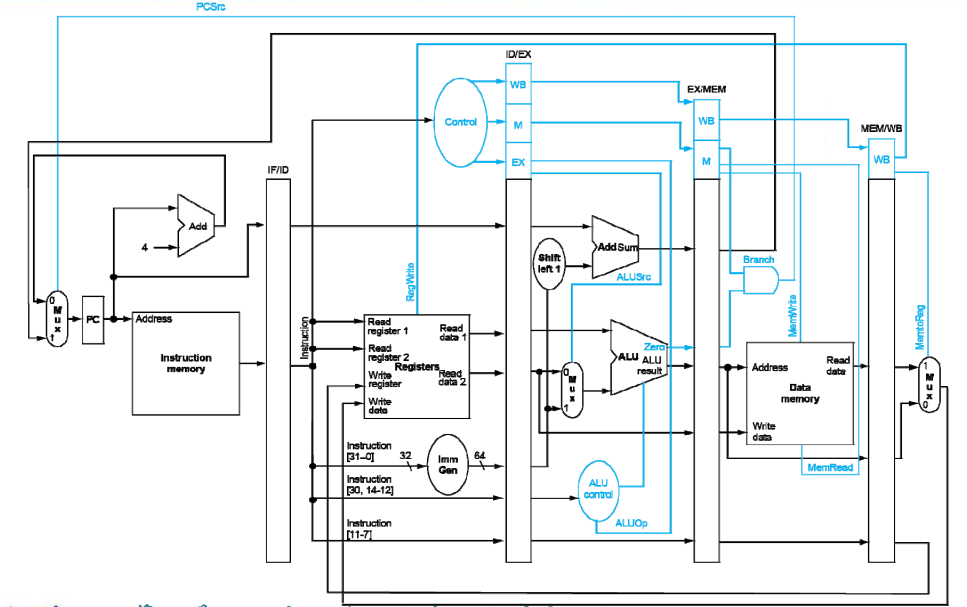 PCSrc
ID/EX
WB
EX/MEM
Control
M
WB
MEM/WB
EX
M
WB
IF/ID
Add
4
Add Sum
Shift
left 1
ALUSrc
Branch
RegWrite
MemWrite
MemtoReg
0
M
u
x
1
PC
Address
Instruction
memory
Instruction
Read
register 1
Read
data 1
Read
register 2
Registers
Write
register
Read
data 2
Write
data
Zero
ALU
ALU
result
0
M
u
x
1
Address
Read
data
Data
memory
Write
data
1
M
u
x
0
MemRead
Instruction
[31–0]
32
Imm
Gen
64
Instruction
[30, 14-12]
ALU
control
ALUOp
Instruction
[11-7]